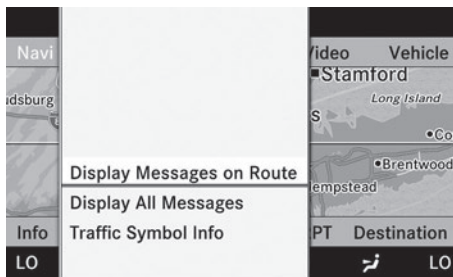 Navi
Video Vehicle
Stamford
Long Island
Display Messages on Route
Brentwood
Display All Messages
Info
Traffic Symbol Info
Destination
LO
LO